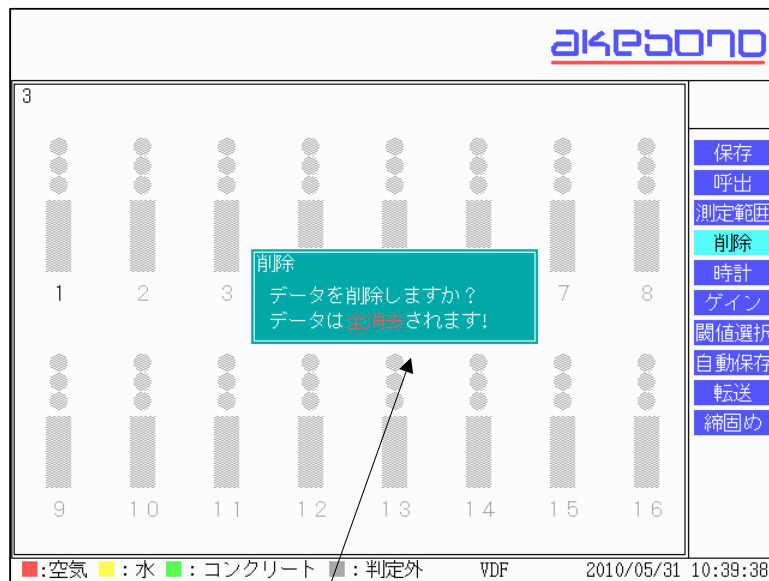 akebono
3
保存
呼出
測定範囲
削除
時計
ゲイン
閾値選択
自動保存
転送
締固め
1 2 3 7 8
削除
データを削除しますか？
データは全消去されます!
9 10 11 12 13 14 15 16
:空気 :水 :コンクリート :判定外 VDF 2010/05/31 10:39:38